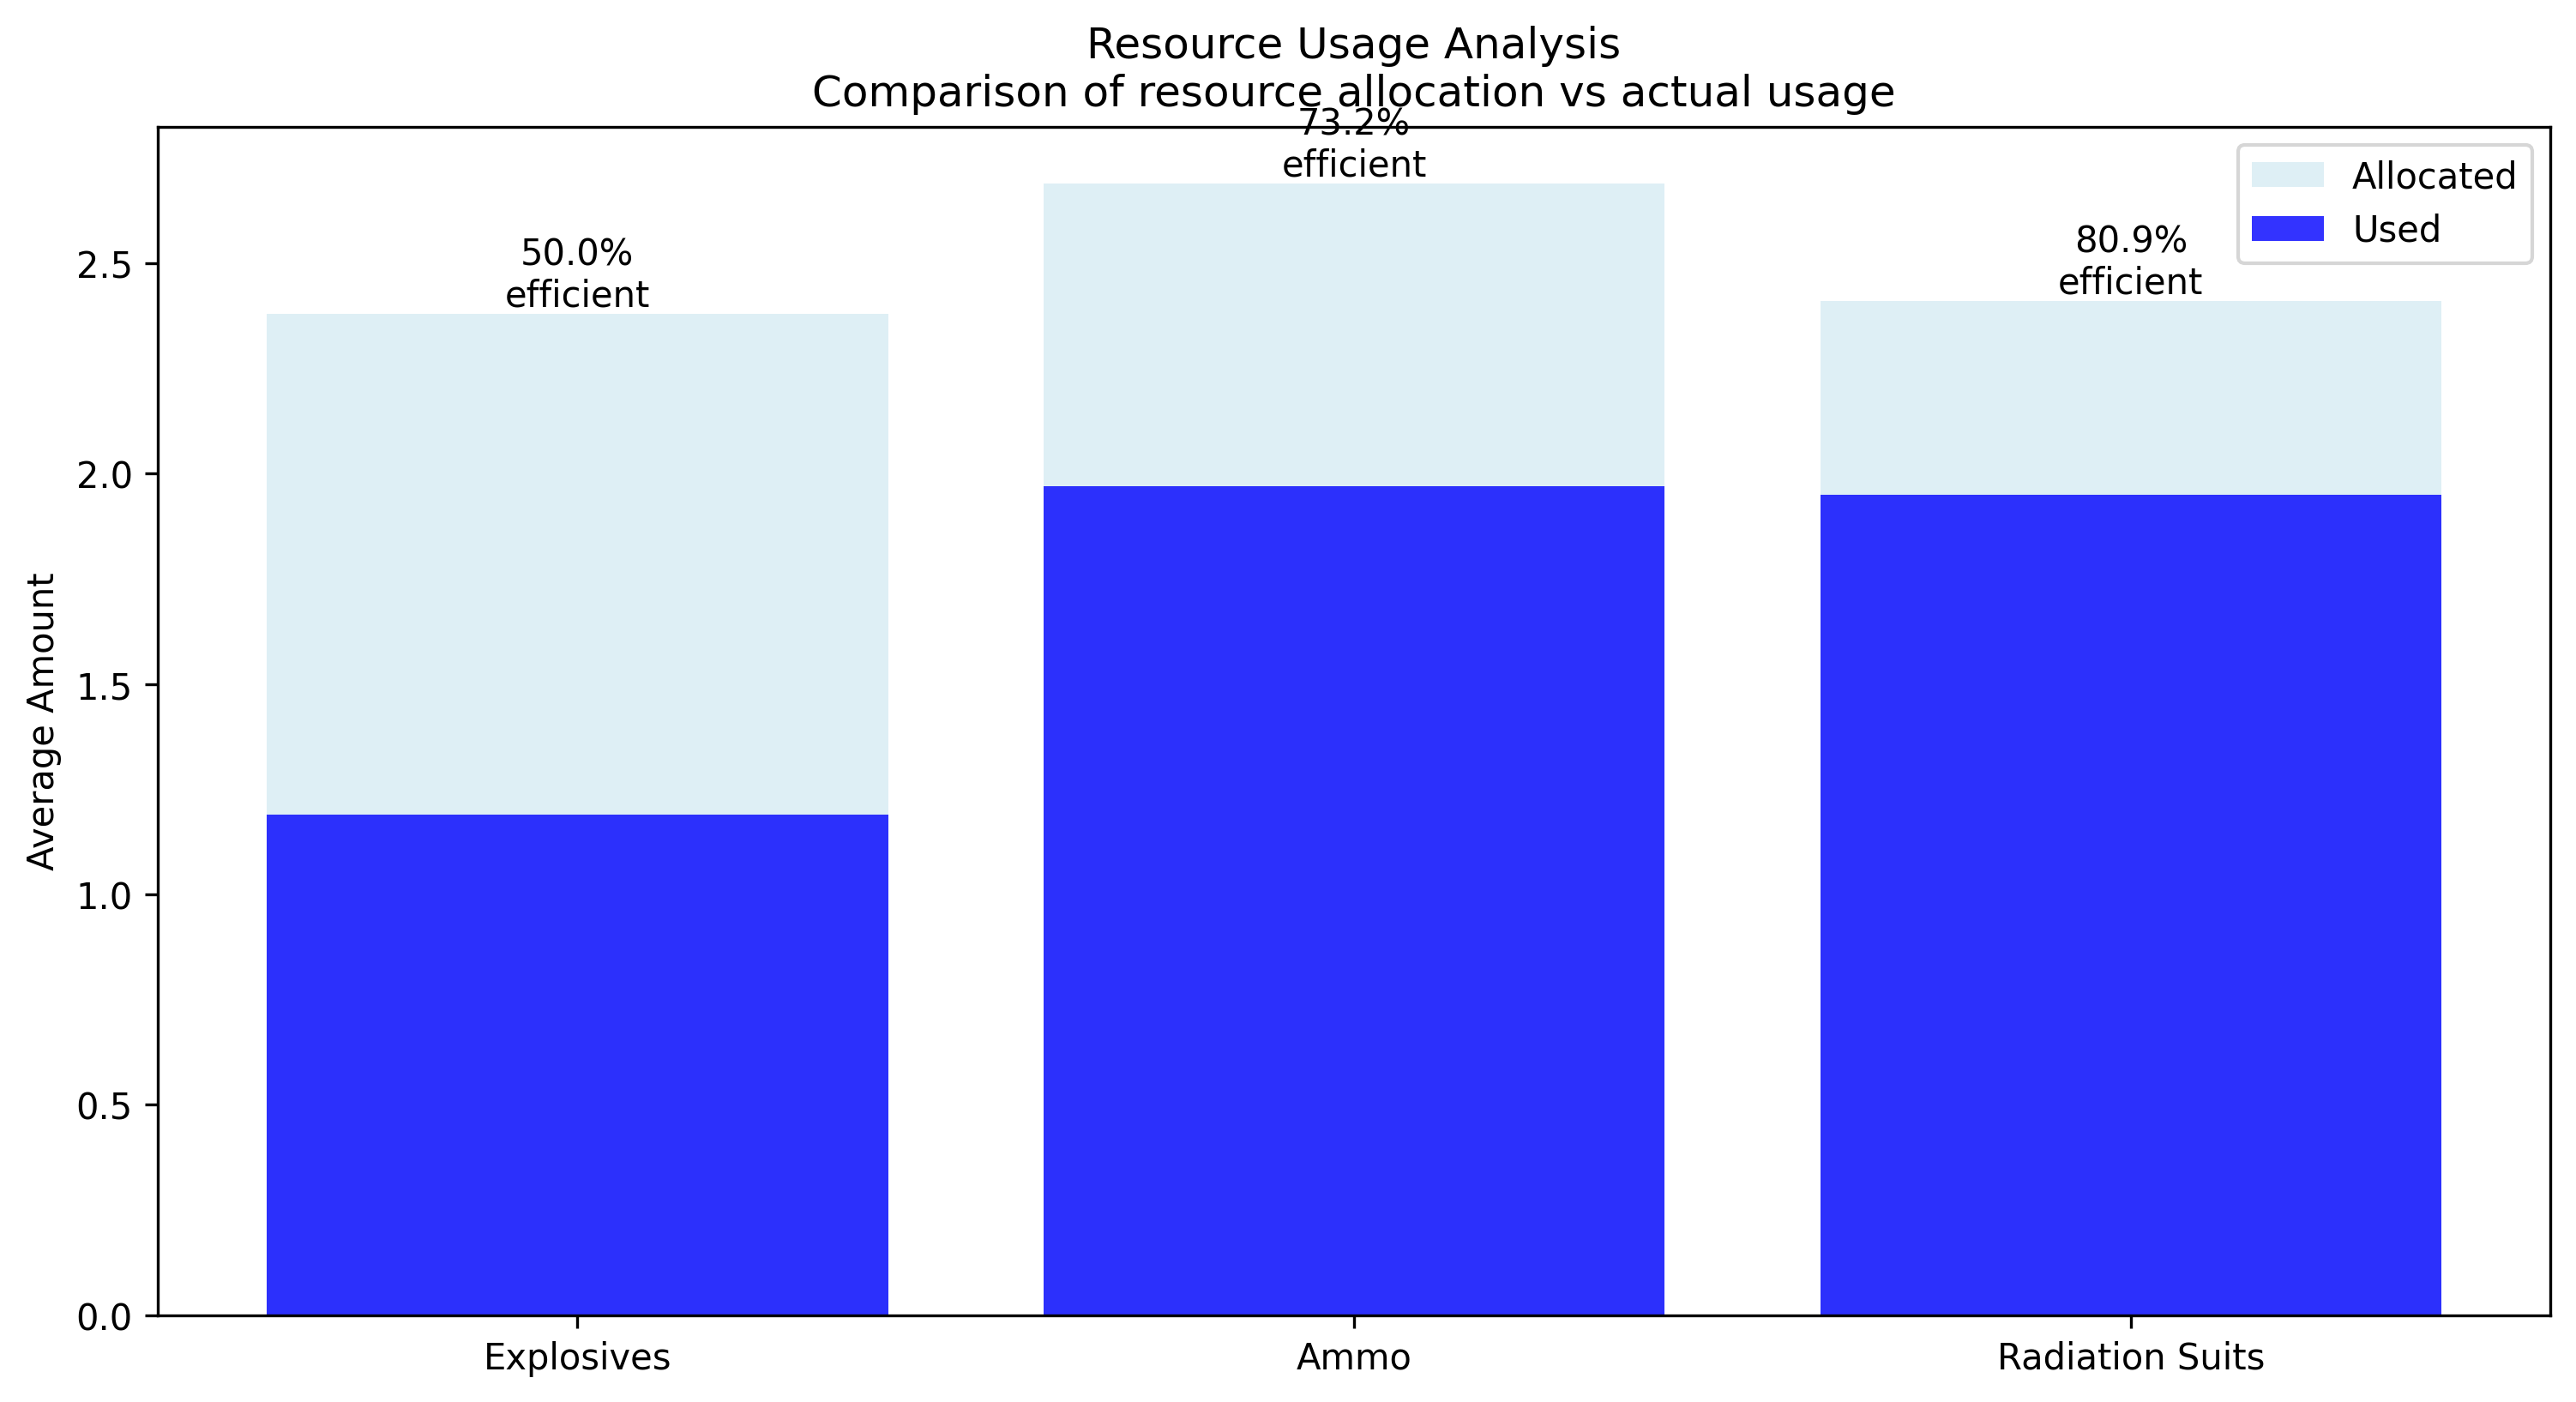 Resource Usage Analysis
Comparison of resource allocation vs actual usage
73.2%
efficient
Allocated
Used
50.0%
efficient
80.9%
efficient
2.5
2.0
1.5
1.0
0.5
0.0
Average Amount
Explosives
Ammo
Radiation Suits